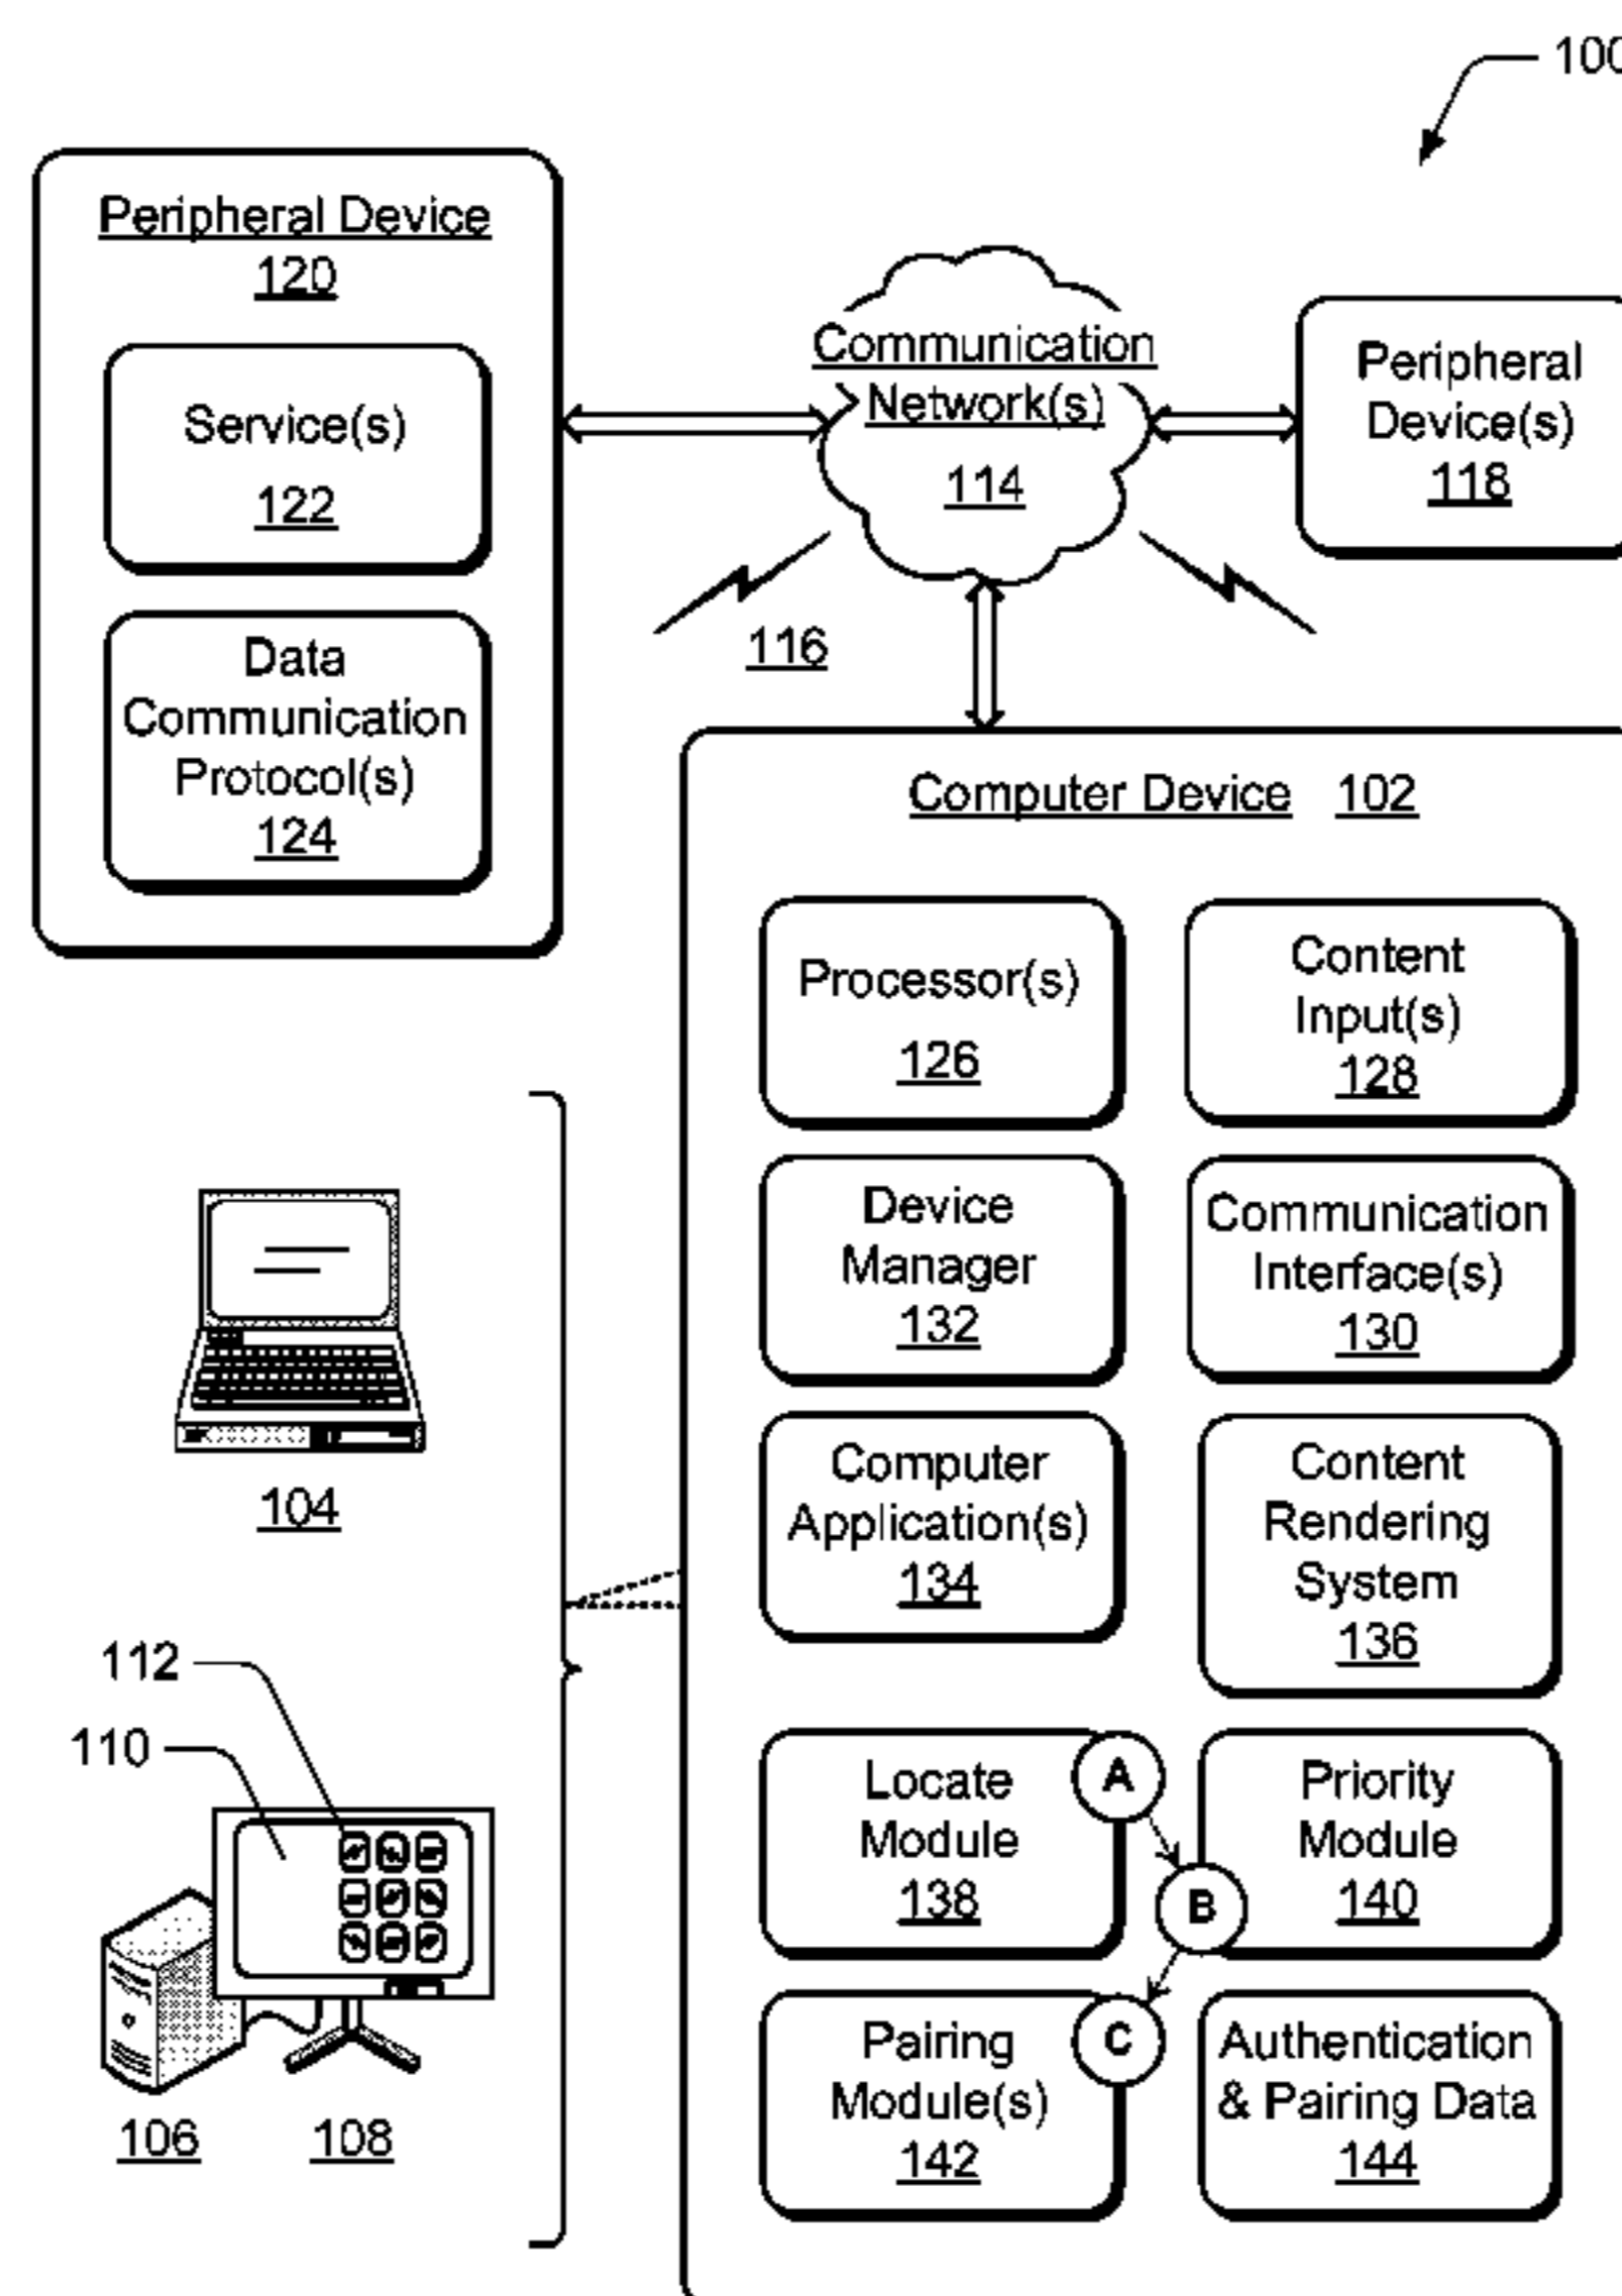 100
Peripheral Device
120
Service(s)
122
Data
Communication
Protocol(s)
124
Communication
Network(s)
114
Peripheral
Device(s)
118
116
Computer Device 102
Processor(s)
126
Content
Input(s)
128
Device
Manager
132
Communication
Interface(s)
130
Computer
Application(s)
134
Content
Rendering
System
136
Locate
Module
138
A
Priority
Module
140
B
Pairing
Module(s)
142
C
Authentication
& Pairing Data
144
104
112
110
106
108